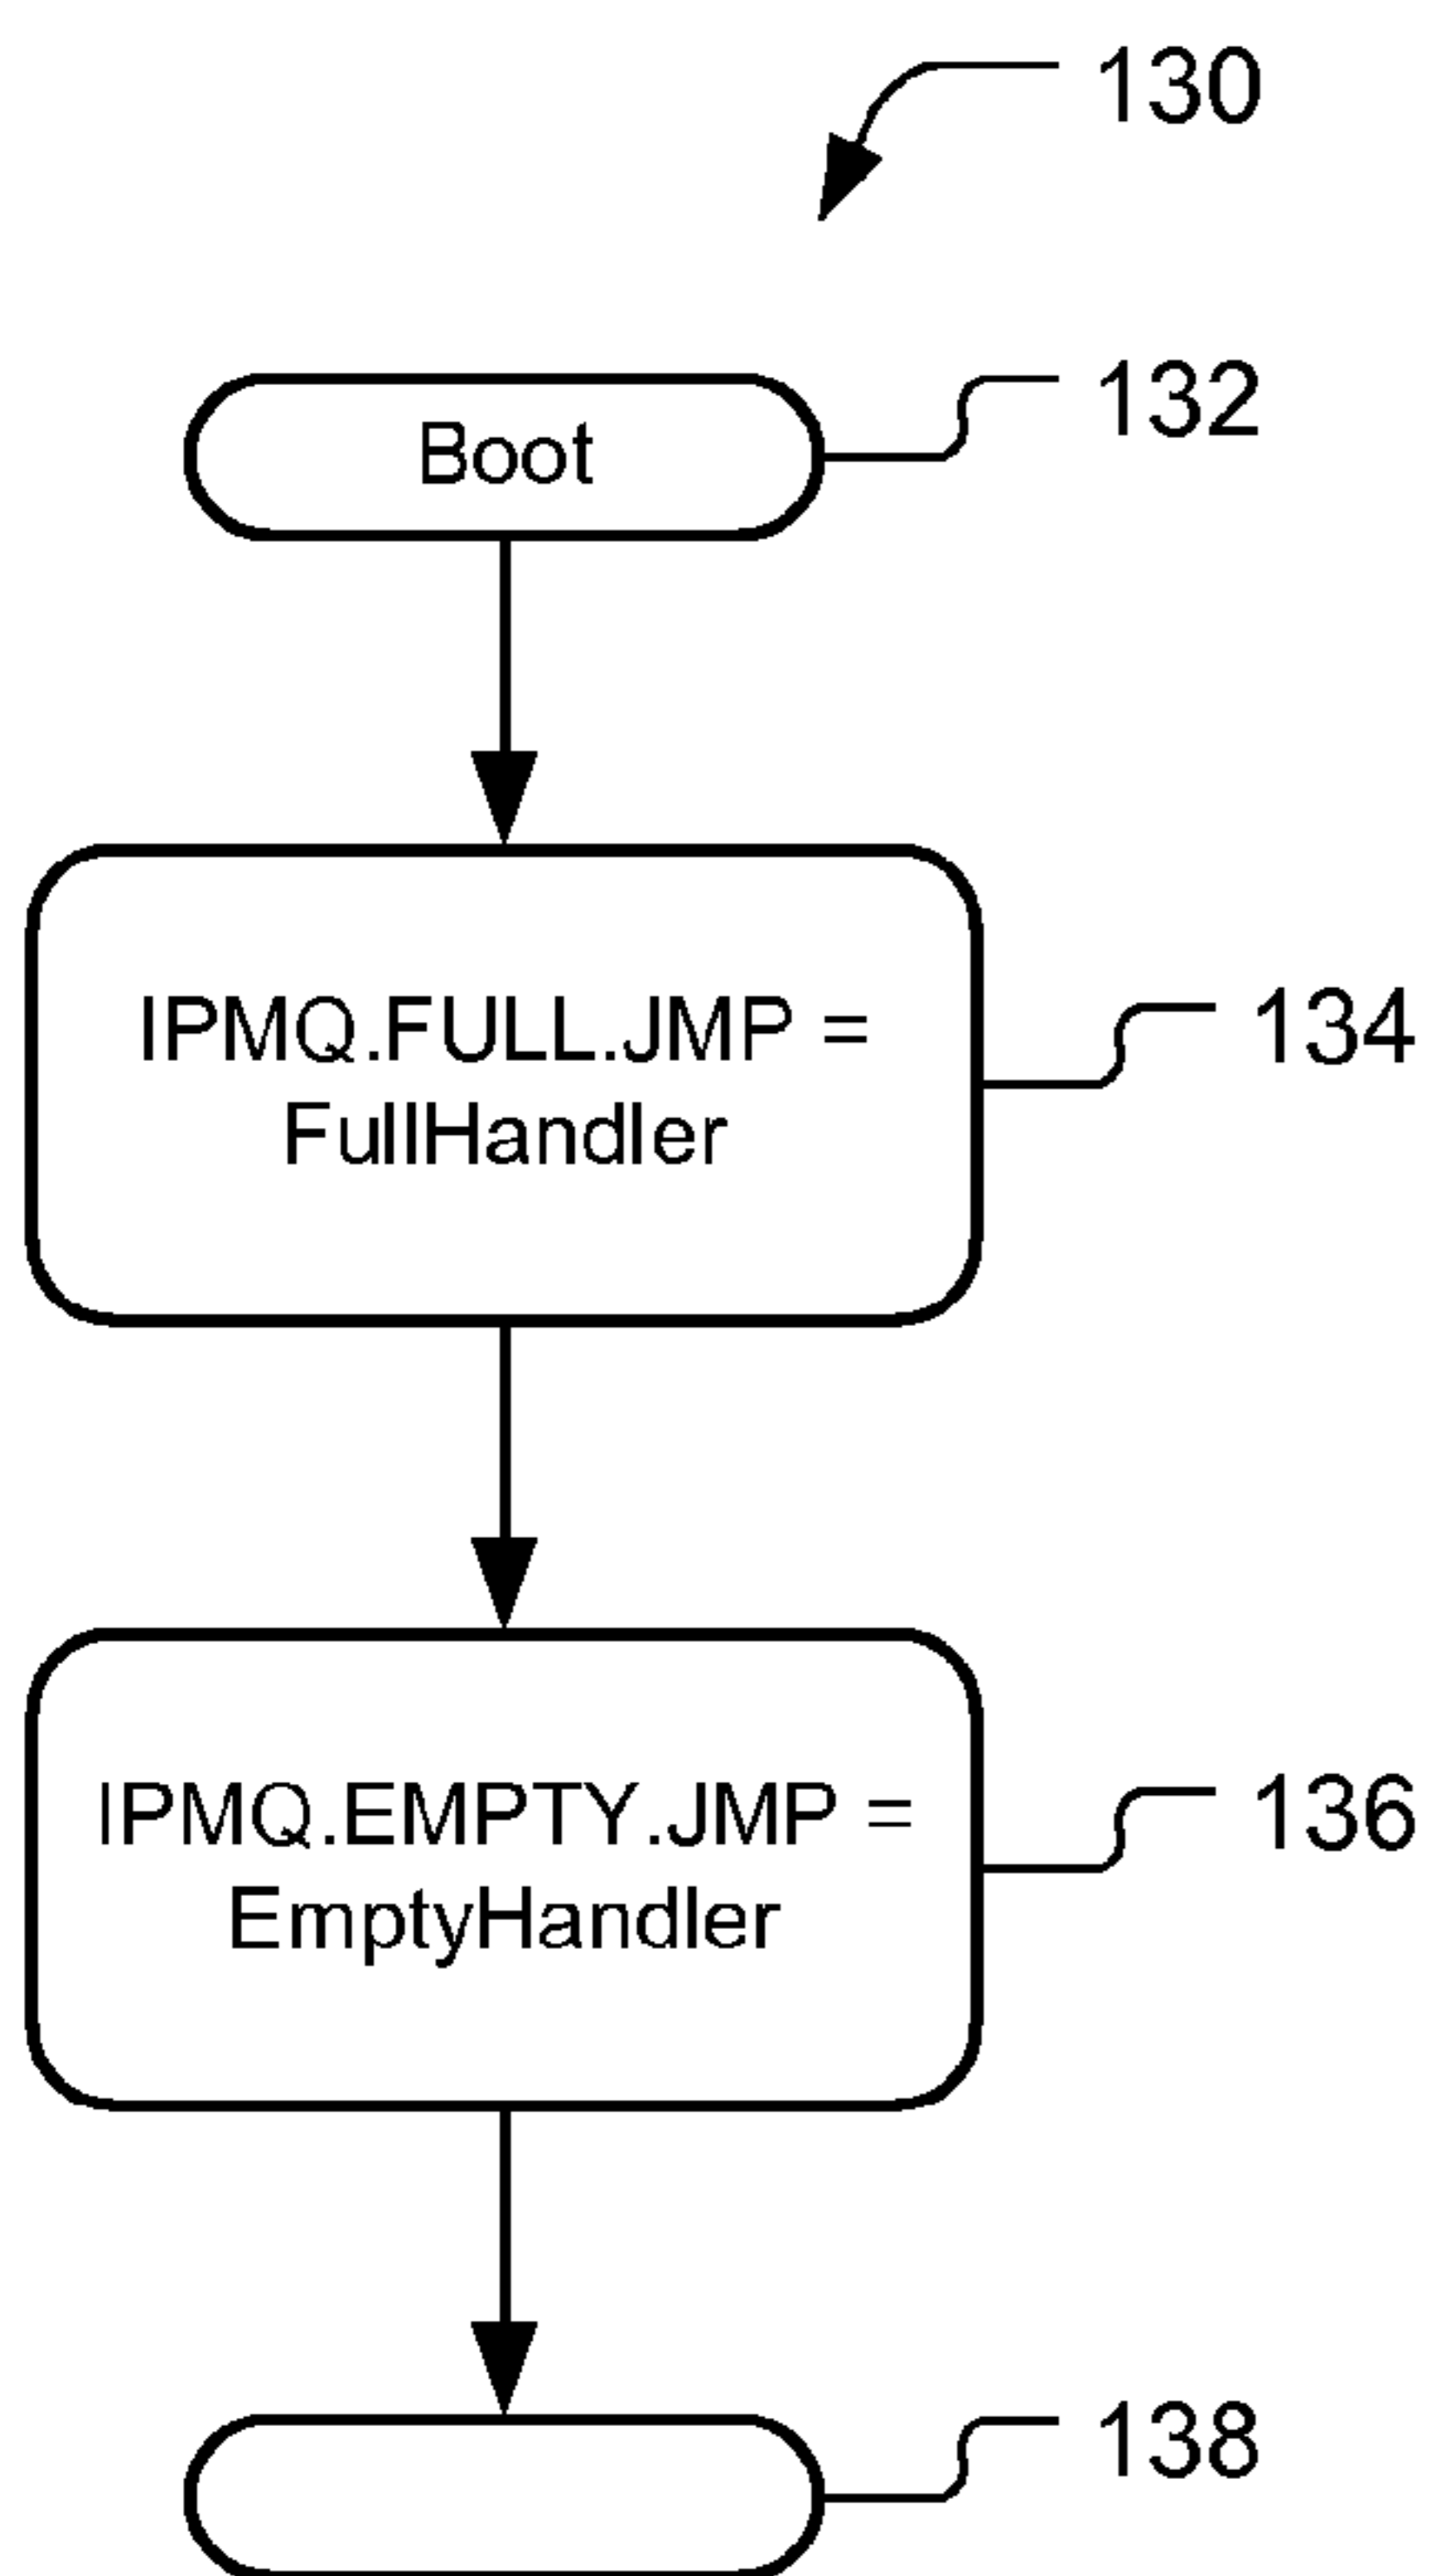 130
Boot
132
IPMQ.FULL.JMP =
FullHandler
134
IPMQ.EMPTY.JMP =
EmptyHandler
136
138